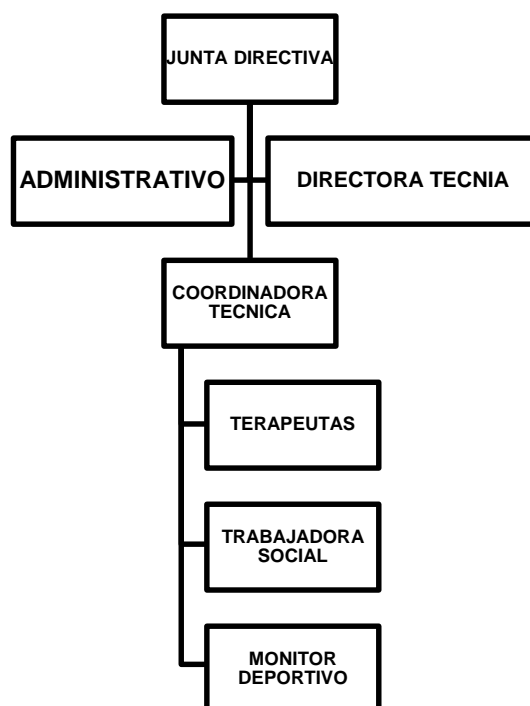 JUNTA DIRECTIVA
ADMINISTRATIVO
DIRECTORA TECNIA
COORDINADORA
TECNICA
TERAPEUTAS
TRABAJADORA
SOCIAL
MONITOR
DEPORTIVO